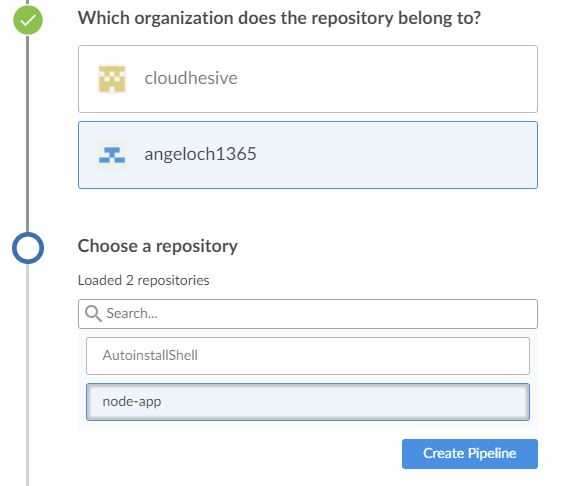 Which organization does the repository belong to?
cloudhesive
angeloch1365
Choose a repository
Loaded 2 repositories
Search...
AutoinstallShell
node-app
Create Pipeline